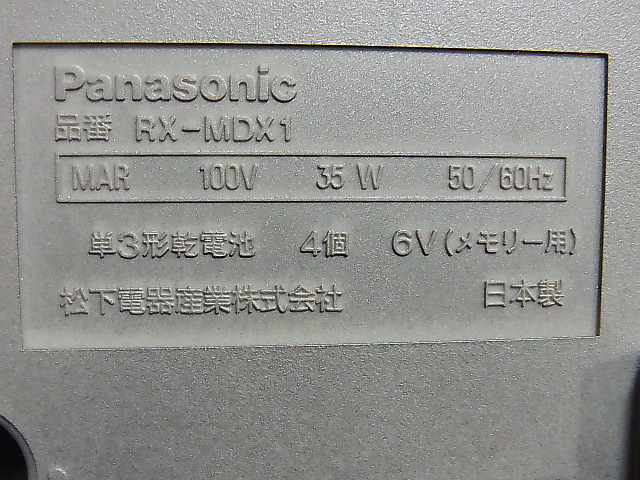 Panasonic
品番 RX-MDX1
MAR 100V 35W 50/60Hz
単3形乾電池 4個 6V(メモリー用)
松下電器産業株式会社 日本製